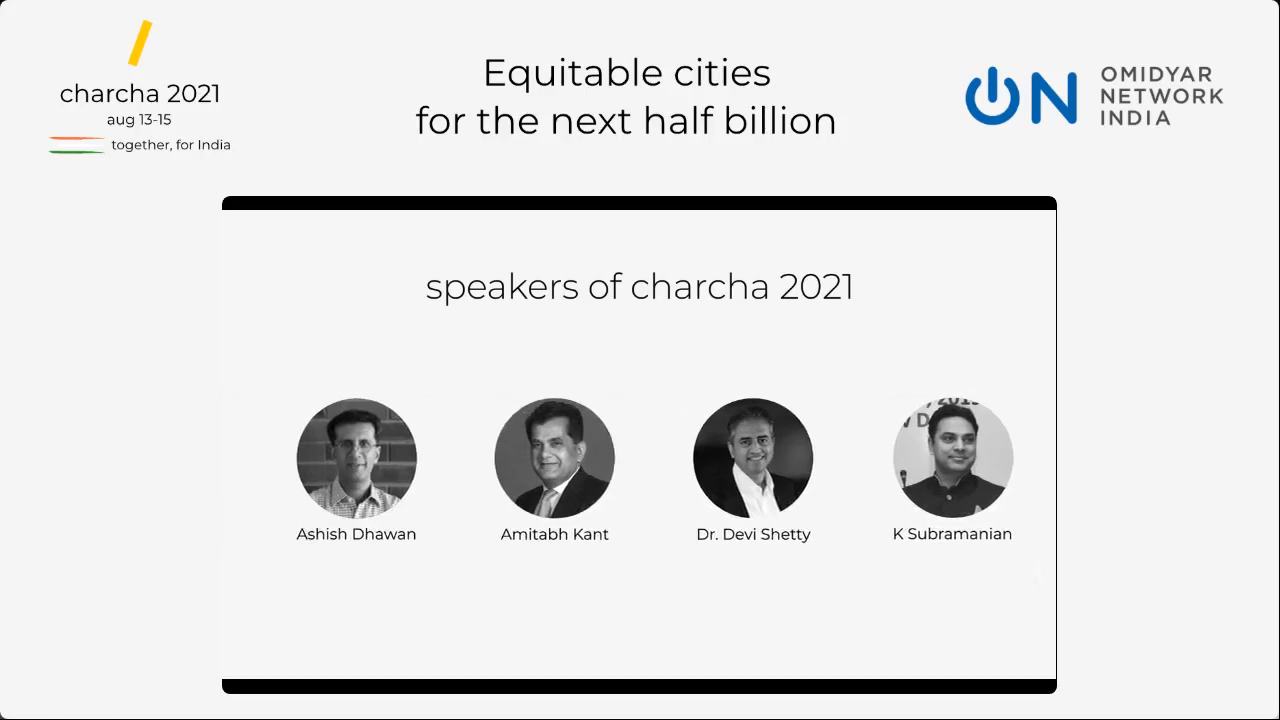 charcha 2021
aug 13-15
together, for India
Equitable cities
for the next half billion
ON
OMIDYAR
NETWORK
INDIA
speakers of charcha 2021
Ashish Dhawan
Amitabh Kant
Dr. Devi Shetty
K Subramanian